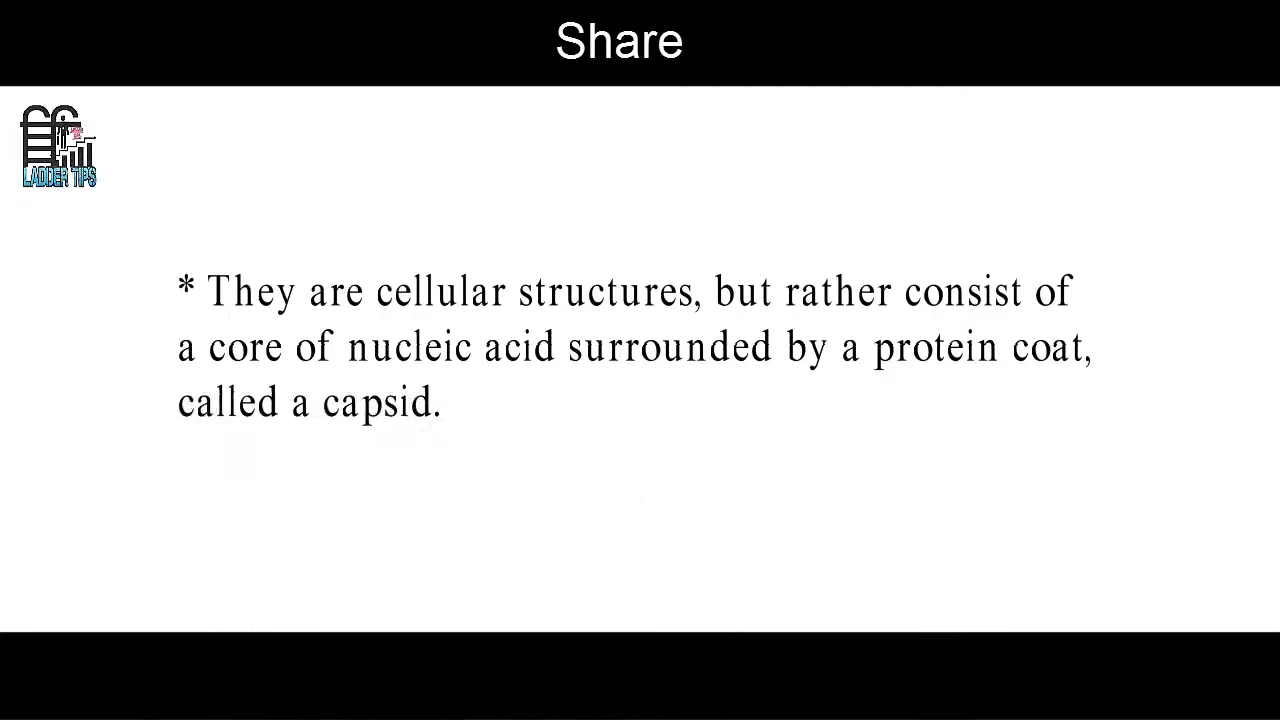 Share
LADDER TIPS
* They are cellular structures, but rather consist of
a core of nucleic acid surrounded by a protein coat,
called a capsid.